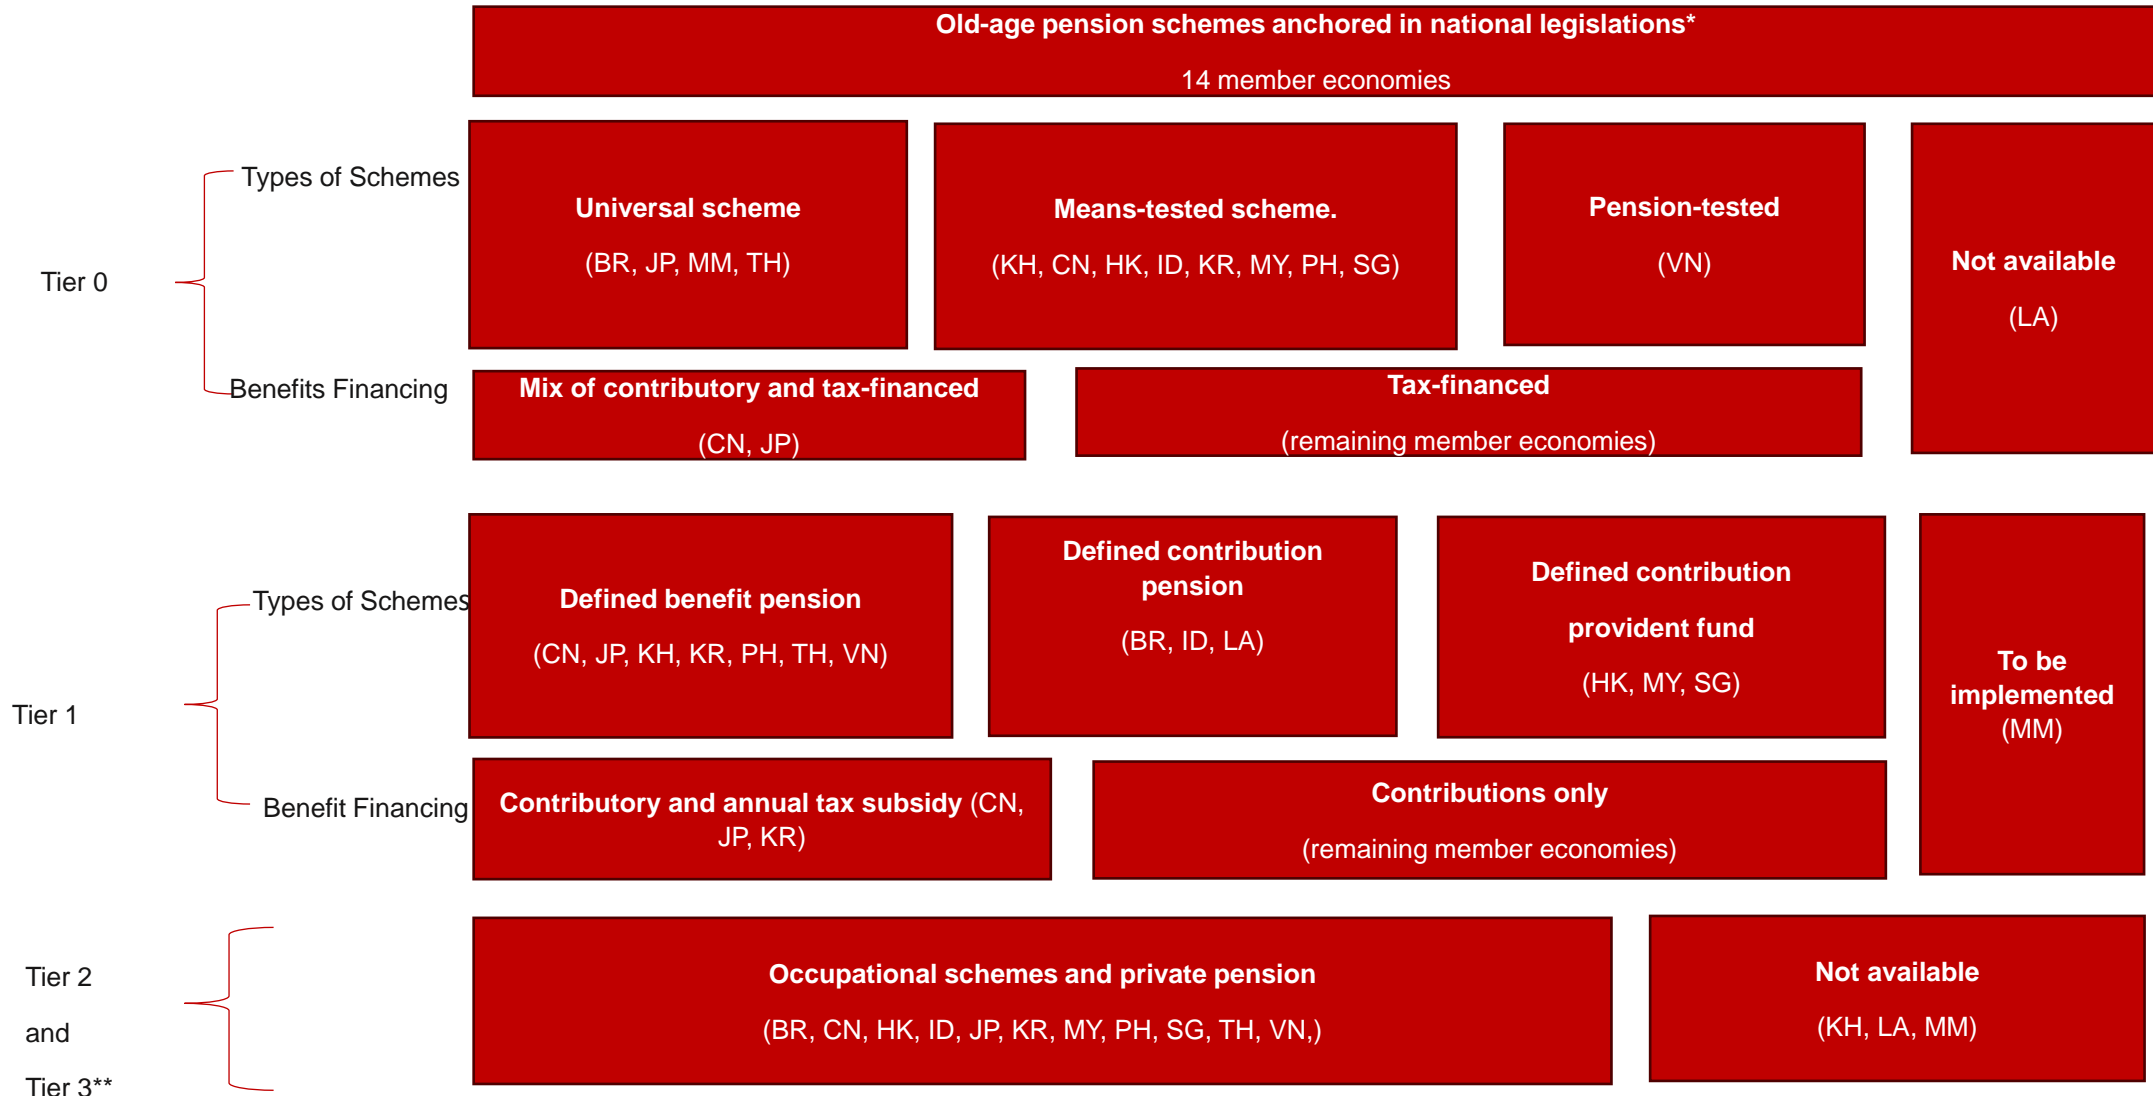 Old-age pension schemes anchored in national legislations*
14 member economies
Tier 0
Types of Schemes
Universal scheme
(BR, JP, MM, TH)
Means-tested scheme.
(KH, CN, HK, ID, KR, MY, PH, SG)
Pension-tested
(VN)
Not available
(LA)
Benefits Financing
Mix of contributory and tax-financed
(CN, JP)
Tax-financed
(remaining member economies)
Tier 1
Types of Schemes
Defined benefit pension
(CN, JP, KH, KR, PH, TH, VN)
Defined contribution
pension
(BR, ID, LA)
Defined contribution
provident fund
(HK, MY, SG)
To be
implemented
(MM)
Benefit Financing
Contributory and annual tax subsidy (CN,
JP, KR)
Contributions only
(remaining member economies)
Tier 2
and
Tier 3**
Occupational schemes and private pension
(BR, CN, HK, ID, JP, KR, MY, PH, SG, TH, VN,)
Not available
(KH, LA, MM)